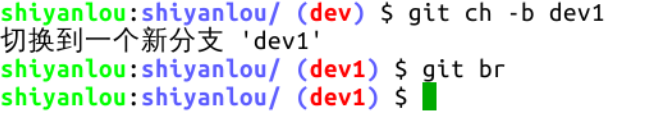 shiyanlou:shiyanlou/ (dev) $ git ch -b dev1
切换到一个新分支 'dev1'
shiyanlou:shiyanlou/ (dev1) $ git br
shiyanlou:shiyanlou/ (dev1) $